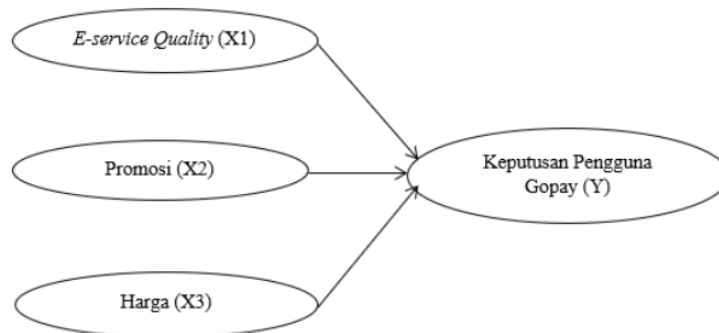 E-service Quality (X1)
Promosi (X2)
Keputusan Pengguna
Gopay (Y)
Harga (X3)